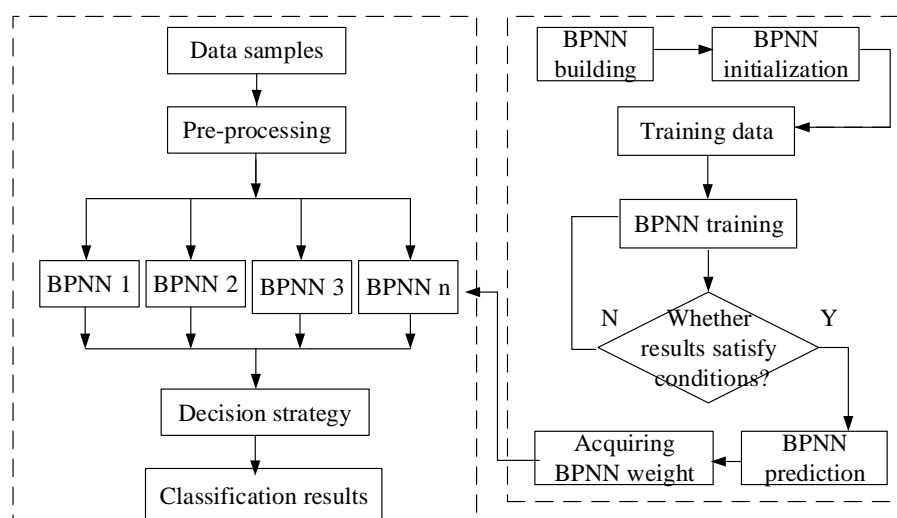 Data samples
Pre-processing
BPNN 1
BPNN 2
BPNN 3
BPNN n
Decision strategy
Classification results
BPNN
building
BPNN
initialization
Training data
BPNN training
N
Whether
results satisfy
conditions?
Y
BPNN
prediction
Acquiring
BPNN weight